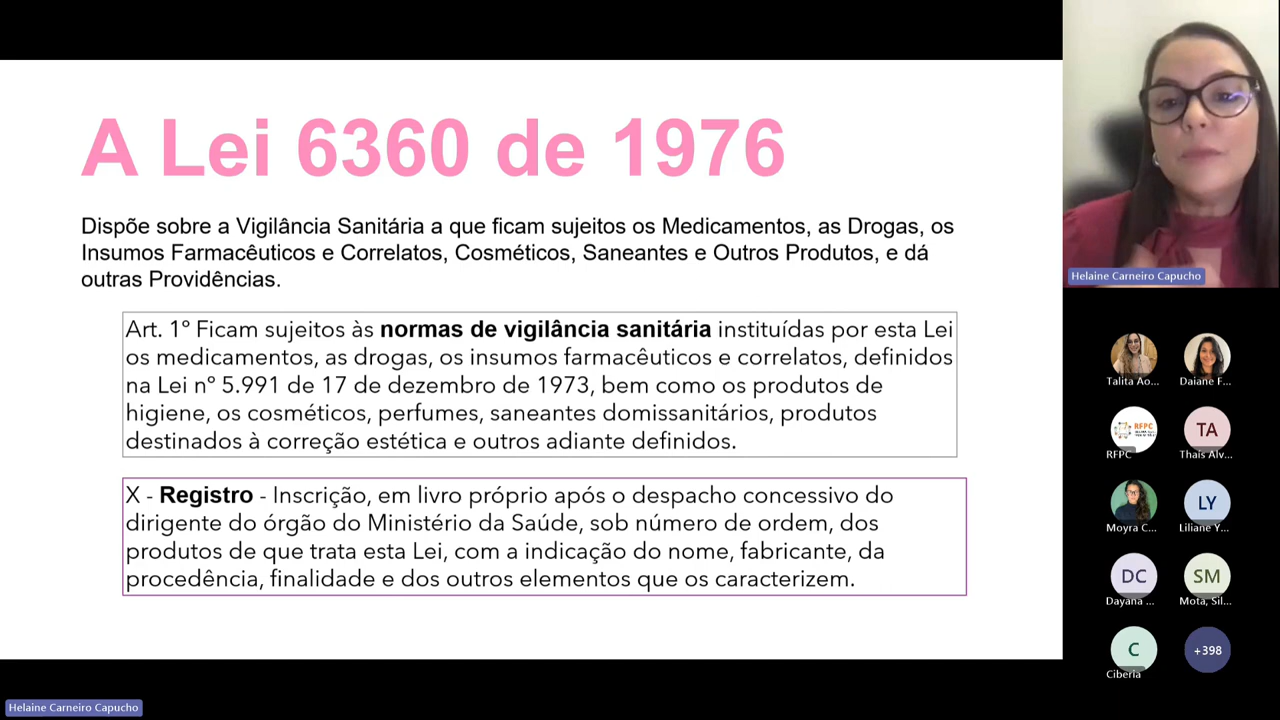 A Lei 6360 de 1976
Dispõe sobre a Vigilância Sanitária a que ficam sujeitos os Medicamentos, as Drogas, os
Insumos Farmacêuticos e Correlatos, Cosméticos, Saneantes e Outros Produtos, e dá
outras Providências.
Art. 1º Ficam sujeitos às normas de vigilância sanitária instituídas por esta Lei
os medicamentos, as drogas, os insumos farmacêuticos e correlatos, definidos
na Lei nº 5.991 de 17 de dezembro de 1973, bem como os produtos de
higiene, os cosméticos, perfumes, saneantes domissanitários, produtos
destinados à correção estética e outros adiante definidos.
X - Registro - Inscrição, em livro próprio após o despacho concessivo do
dirigente do órgão do Ministério da Saúde, sob número de ordem, dos
produtos de que trata esta Lei, com a indicação do nome, fabricante, da
procedência, finalidade e dos outros elementos que os caracterizem.
Helaine Carneiro Capucho
Talita Ao...
Daiane F...
RFPC
RFPC
TA
Thaís Alv...
Moyra C...
LY
Liliane Y...
DC
Dayana ...
SM
Mota, Sil...
C
Ciberia
+398
Helaine Carneiro Capucho